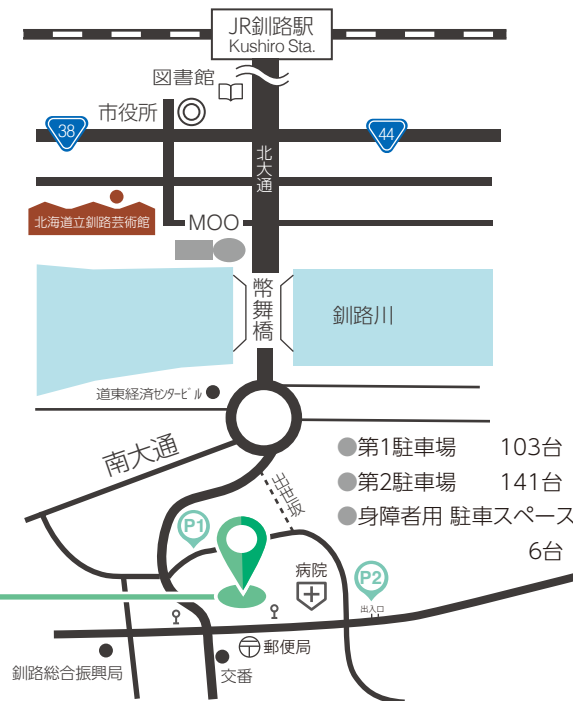 JR釧路駅
Kushiro Sta.
図書館
市役所
38
44
北大通
北海道立釧路芸術館
MOO
幣舞橋
釧路川
道東経済センタービル
南大通
出世坂
●第1駐車場 103台
●第2駐車場 141台
●身障者用 駐車スペース
6台
P1
P2
病院
出入口
郵便局
釧路総合振興局
交番